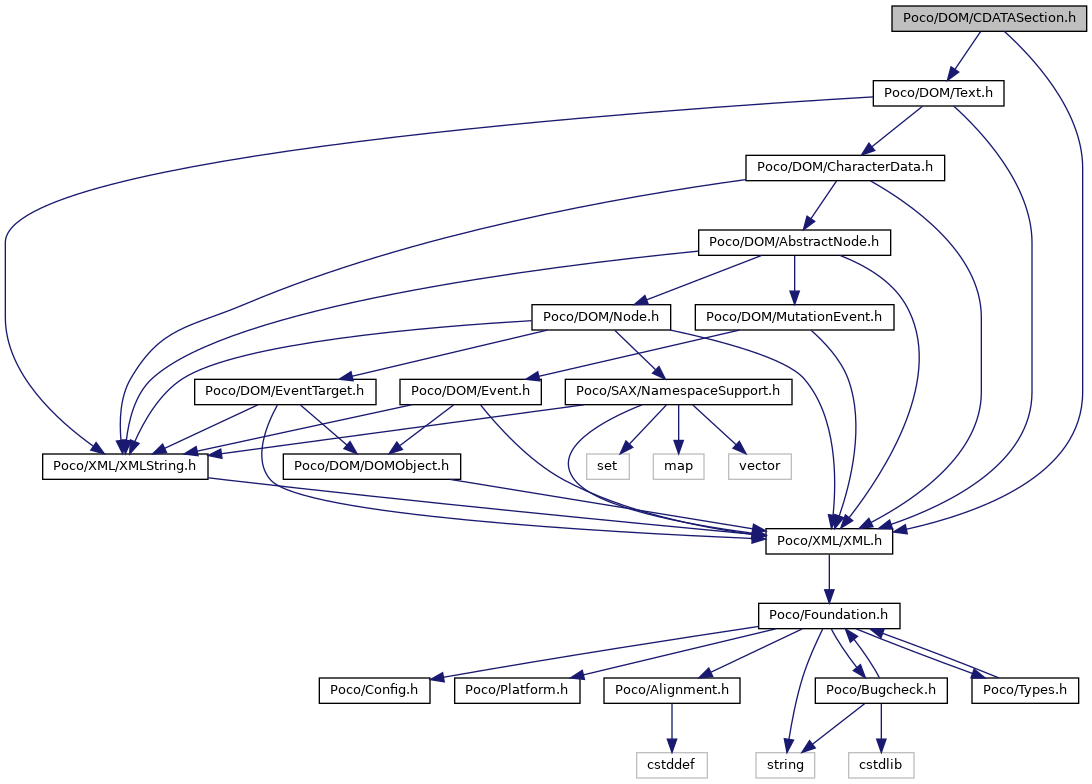 Poco/DOM/CDATASection.h
Poco/DOM/Text.h
Poco/DOM/CharacterData.h
Poco/DOM/AbstractNode.h
Poco/DOM/Node.h
Poco/DOM/MutationEvent.h
Poco/DOM/EventTarget.h
Poco/DOM/Event.h
Poco/SAX/NamespaceSupport.h
Poco/XML/XMLString.h
Poco/DOM/DOMObject.h
set
map
vector
Poco/XML/XML.h
Poco/Foundation.h
Poco/Config.h
Poco/Platform.h
Poco/Alignment.h
Poco/Bugcheck.h
Poco/Types.h
cstddef
string
cstdlib